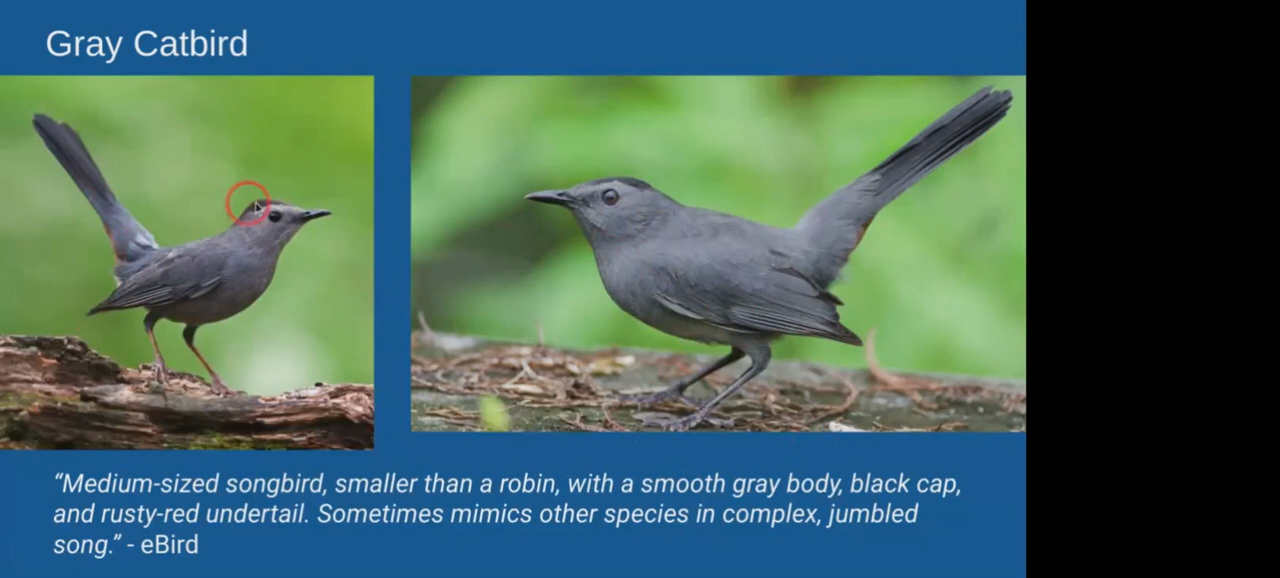 Gray Catbird
“Medium-sized songbird, smaller than a robin, with a smooth gray body, black cap,
and rusty-red undertail. Sometimes mimics other species in complex, jumbled
song.” - eBird